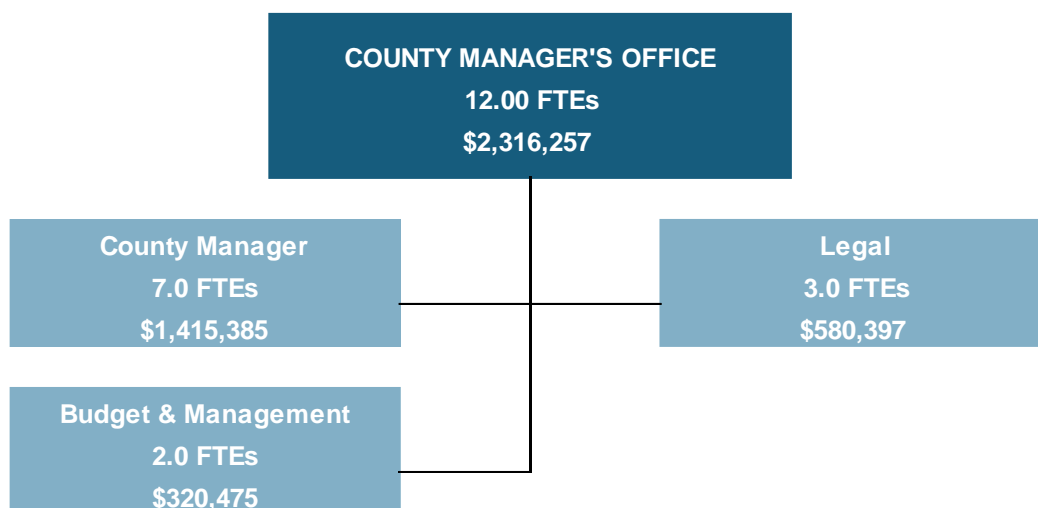 COUNTY MANAGER'S OFFICE
12.00 FTEs
$2,316,257
County Manager
7.0 FTEs
$1,415,385
Legal
3.0 FTEs
$580,397
Budget & Management
2.0 FTEs
$320,475